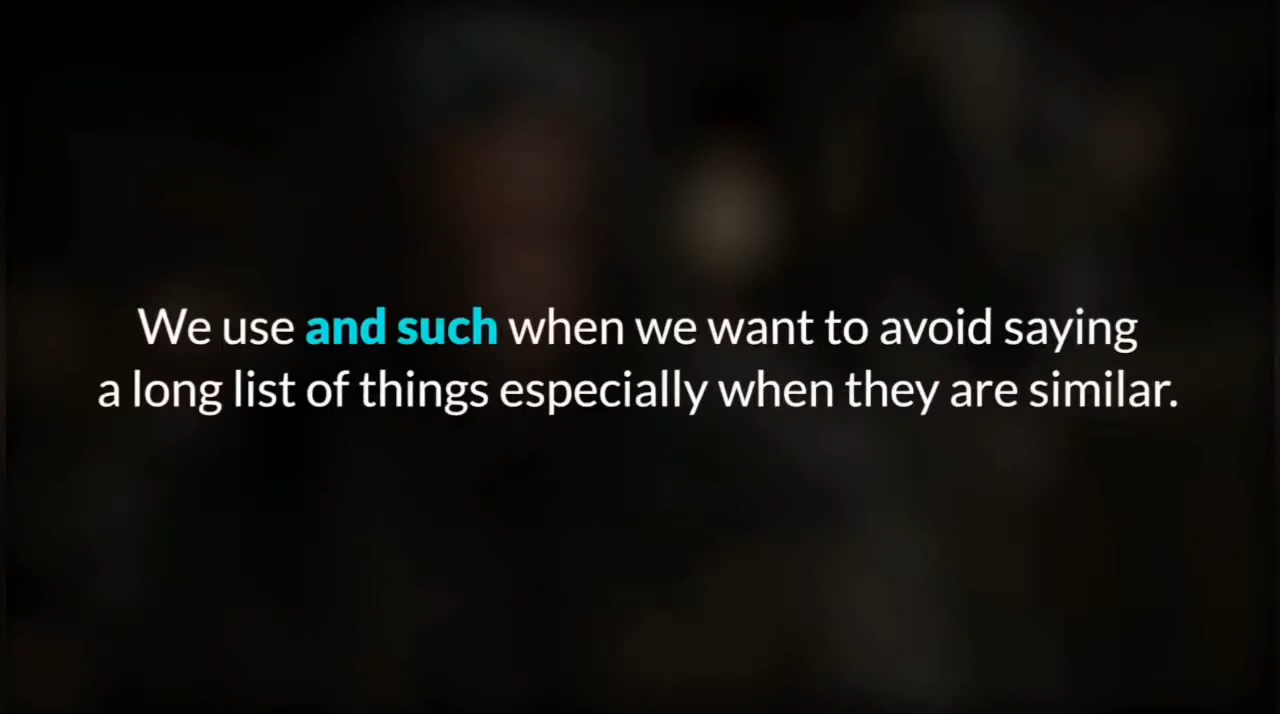 We use and such when we want to avoid saying
a long list of things especially when they are similar.